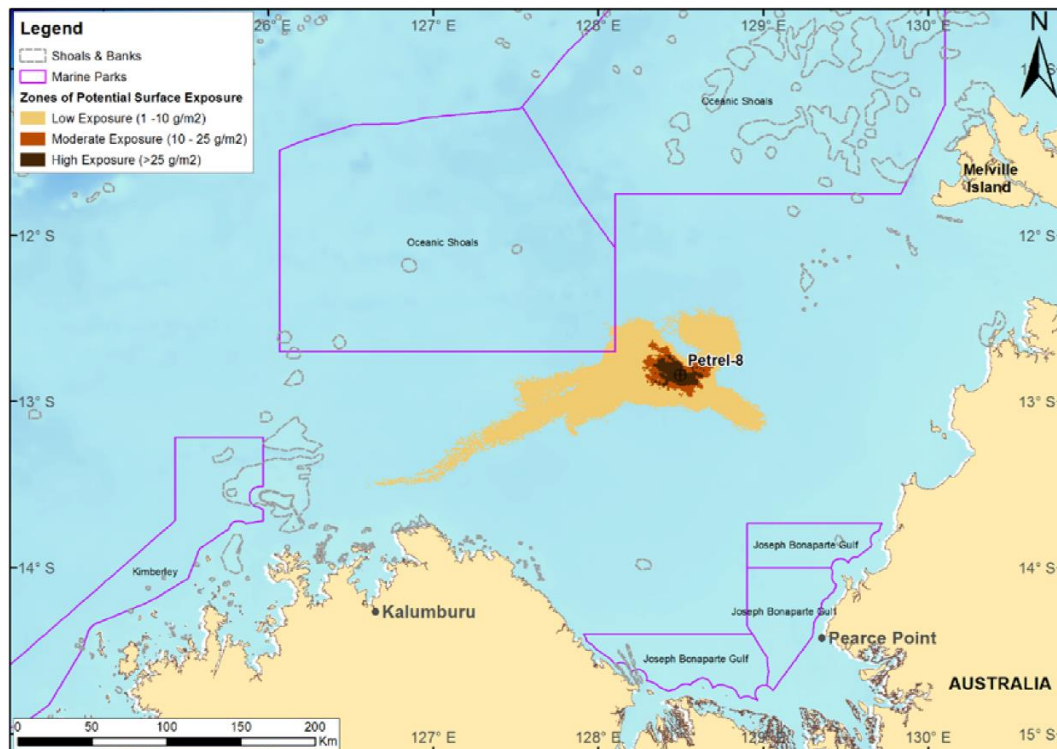 Legend
Shoals & Banks
Marine Parks
Zones of Potential Surface Exposure
Low Exposure (1 -10 g/m2)
Moderate Exposure (10 - 25 g/m2)
High Exposure (>25 g/m2)
126° E
127° E
128° E
129° E
130° E
N
Oceanic Shoals
Melville
Island
12° S
Oceanic Shoals
12° S
Petrel-8
13° S
13° S
Joseph Bonaparte Gulf
14° S
Kimberley
14° S
Kalumburu
Joseph Bonaparte Gulf
Pearce Point
Joseph Bonaparte Gulf
AUSTRALIA
0 50 100 150 200
Km
127° E
128° E
129° E
130° E
15° S